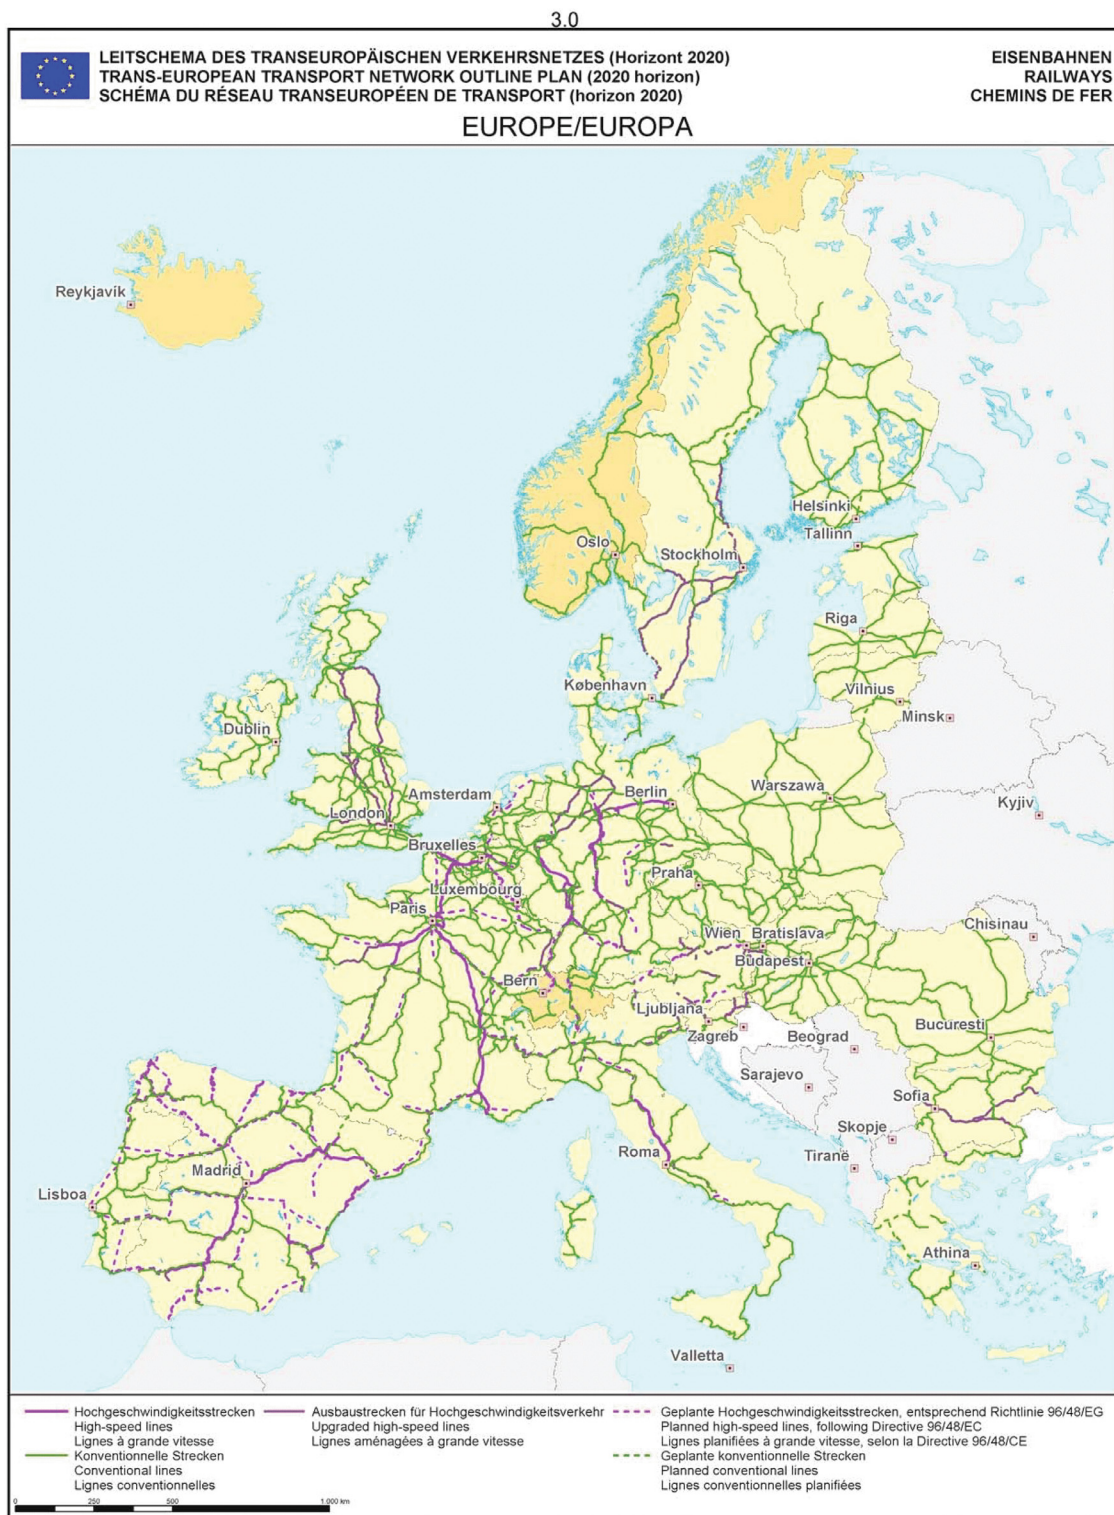 3.0
LEITSCHEMA DES TRANSEUROPÄISCHEN VERKEHRSNETZES (Horizont 2020)
TRANS-EUROPEAN TRANSPORT NETWORK OUTLINE PLAN (2020 horizon)
SCHÉMA DU RÉSEAU TRANSEUROPÉEN DE TRANSPORT (horizon 2020)
EISENBAHNEN
RAILWAYS
CHEMINS DE FER
EUROPE/EUROPA
Reykjavík
Helsinki
Tallinn
Oslo
Stockholm
Riga
København
Vilnius
Minsk
Dublin
Amsterdam
Berlin
Warszawa
London
Kyjiv
Bruxelles
Praha
Luxembourg
Paris
Chisinau
Wien
Bratislava
Budapest
Bern
Ljubljana
Zagreb
Beograd
Bucuresti
Sarajevo
Sofia
Skopje
Roma
Tiranë
Madrid
Lisboa
Athina
Valletta
Hochgeschwindigkeitsstrecken
High-speed lines
Lignes à grande vitesse
Konventionelle Strecken
Conventional lines
Lignes conventionnelles
Ausbaustrecken für Hochgeschwindigkeitsverkehr
Upgraded high-speed lines
Lignes aménagées à grande vitesse
Geplante Hochgeschwindigkeitsstrecken, entsprechend Richtlinie 96/48/EG
Planned high-speed lines, following Directive 96/48/EC
Lignes planifiées à grande vitesse, selon la Directive 96/48/CE
Geplante konventionelle Strecken
Planned conventional lines
Lignes conventionnelles planifiées
0 250 500 1.000 km